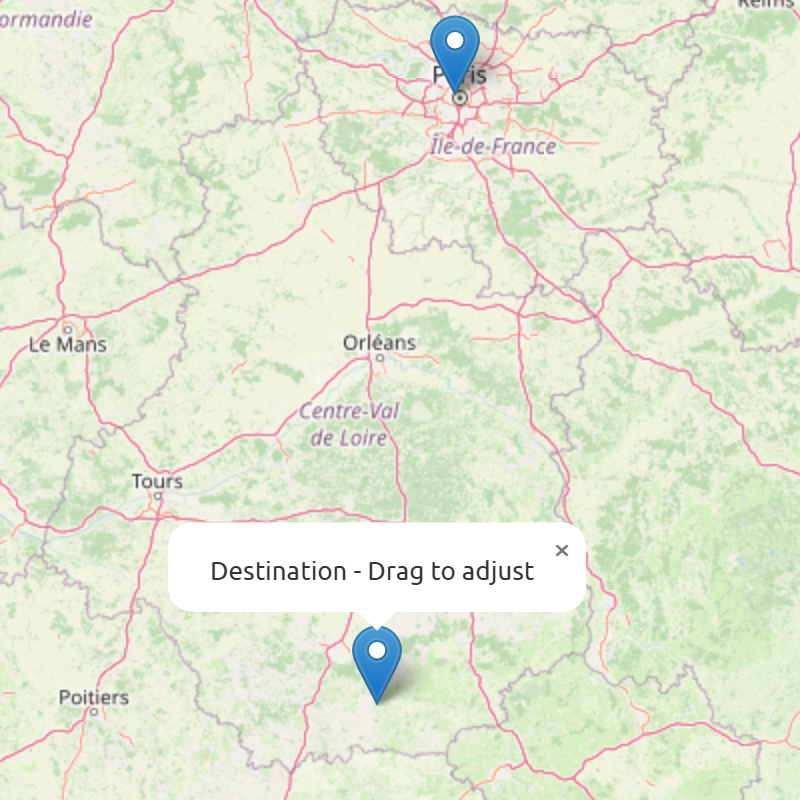 ormandie
Reims
Paris
Île-de-France
Le Mans
Orléans
Centre-Val
de Loire
Tours
Destination - Drag to adjust
×
Poitiers